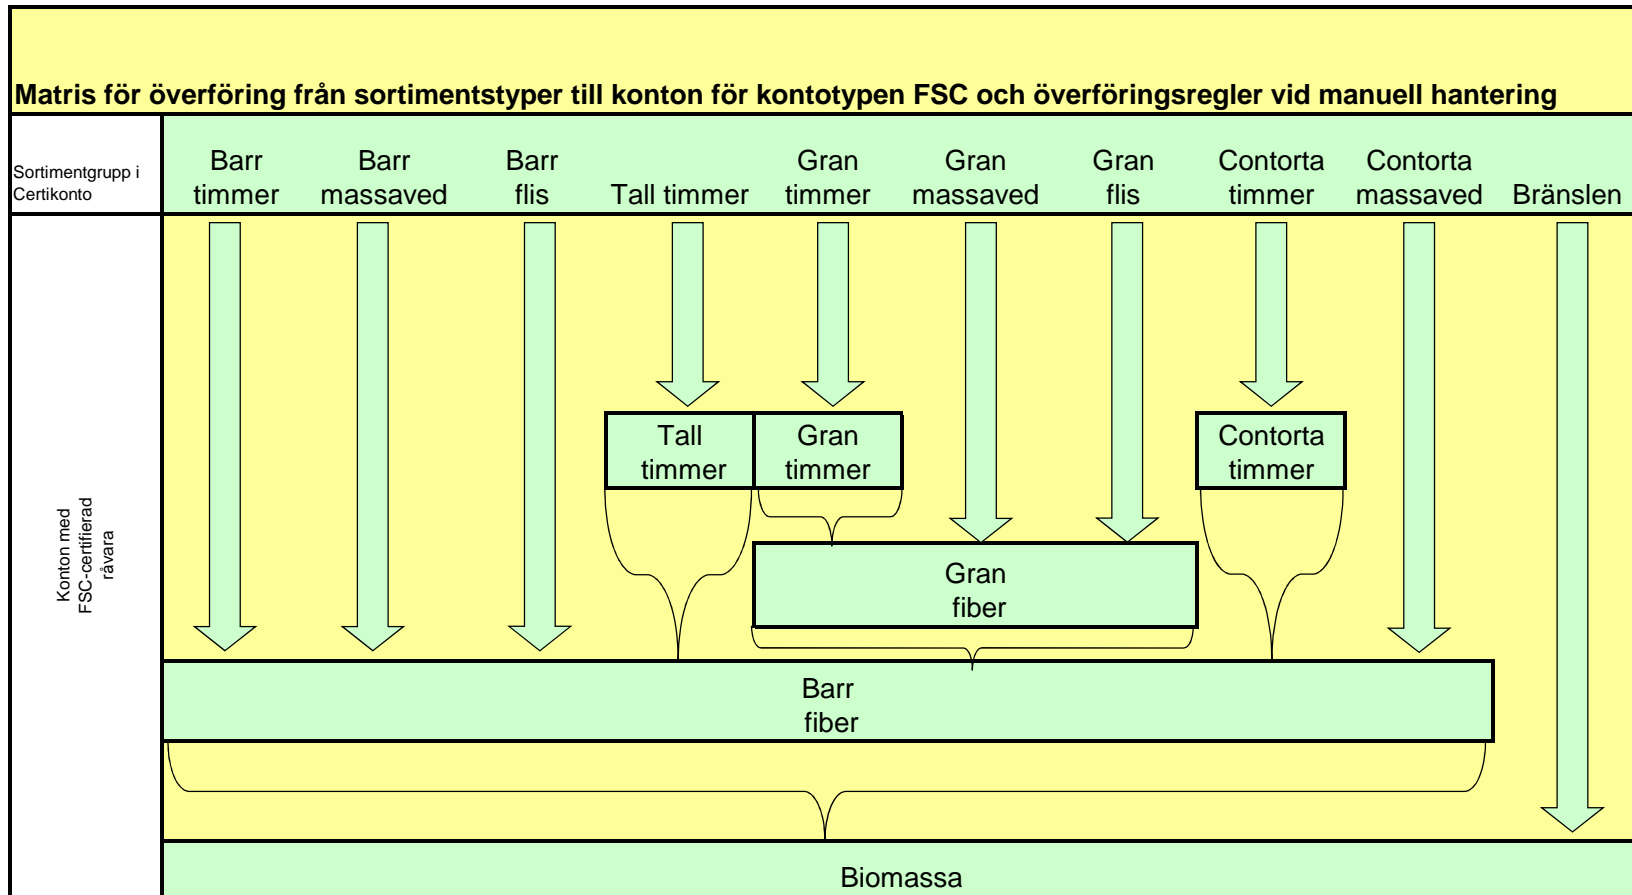 Matris för överföring från sortimentstyper till konton för kontotypen FSC och överföringsregler vid manuell hantering
Sortimentgrupp i
Certikonto
Barr
timmer
Barr
massaved
Barr
flis
Tall timmer
Gran
timmer
Gran
massaved
Gran
flis
Contorta
timmer
Contorta
massaved
Bränslen
Konton med
FSC-certifierad
råvara
Tall
timmer
Gran
timmer
Contorta
timmer
Gran
fiber
Barr
fiber
Biomassa